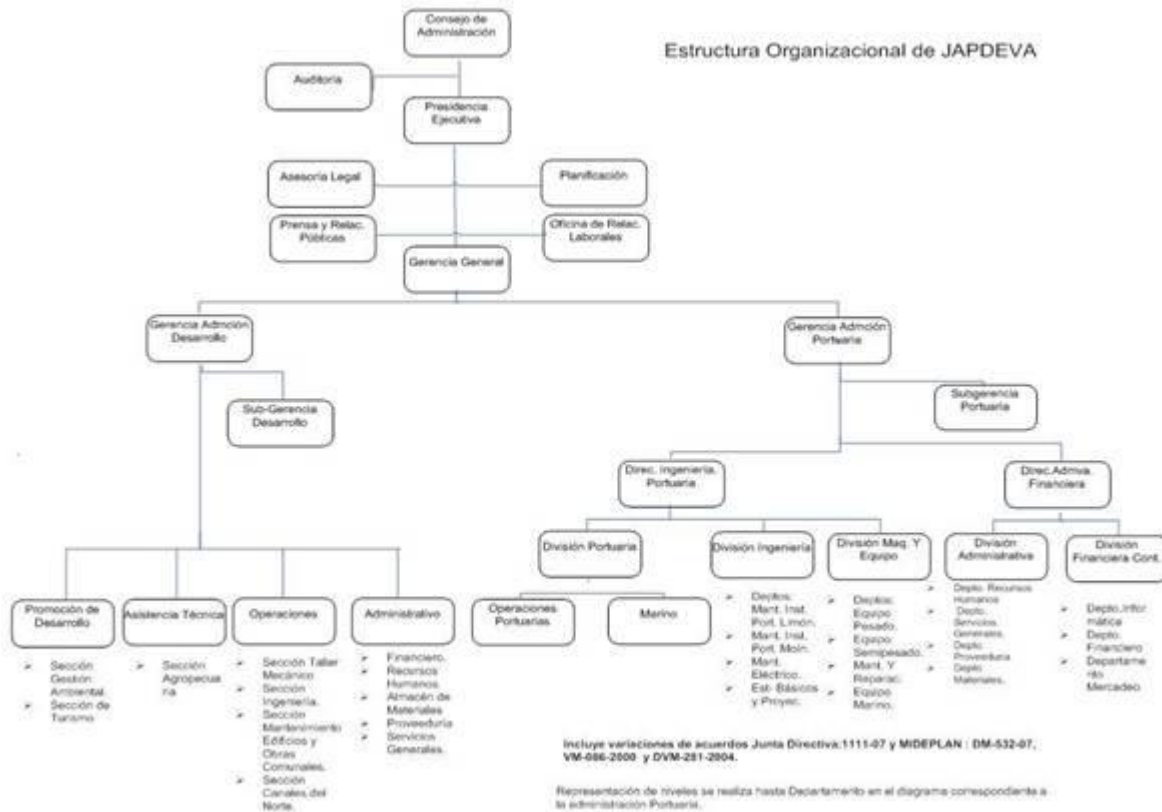 Estructura Organizacional de JAPDEVA
Consejo de
Administración
Auditoria
Presidencia
Ejecutiva
Asesoría Legal
Planificación
Prensa y Relac.
Públicas
Oficina de Relac.
Laborales
Gerencia General
Gerencia Admción
Desarrollo
Gerencia Admción
Portuaria
Sub-Gerencia
Desarrollo
Subgerencia
Portuaria
Direc. Ingeniería.
Portuaria
Direc.Admva.
Financiera
División Portuaria
División Ingeniería
División Maq. Y
Equipo
División
Administrativa
División
Financiera Cont.
Promoción de
Desarrollo
Asistencia Técnica
Operaciones
Administrativo
Operaciones
Portuarias
Marino
➢ Sección
Gestión
Ambiental.
➢ Sección de
Turismo
➢ Sección
Agropecua
ria
➢ Sección Taller
Mecánico
➢ Sección
Ingeniería.
➢ Sección
Mantenimiento
Edificios y
Obras
Comunales.
➢ Sección
Canales.del
Norte.
➢ Financiero.
➢ Recursos
Humanos.
➢ Almacén de
Materiales
➢ Proveeduría
➢ Servicios
Generales.
➢ Deptos:
Mant. Inst.
Port. Limón.
➢ Mant. Inst.
Port. Moín.
➢ Mant.
Eléctrico.
➢ Est- Básicos
y Proyec.
➢ Deptos:
Equipo
Pesado.
➢ Equipo
Semipesado.
➢ Mant. Y
Reparac.
➢ Equipo
Marino.
➢ Depto. Recursos
Humanos
➢ Depto.
Servicios
Generales.
➢ Depto.
Proveeduría
➢ Depto
Materiales.
➢ Depto.Infor
mática
➢ Depto.
Financiero
➢ Departame
nto
Mercadeo
Incluye variaciones de acuerdos Junta Directiva:1111-07 y MIDEPLAN : DM-532-07,
VM-086-2000 y DVM-281-2004.
Representación de niveles se realiza hasta Departamento en el diagrama correspondiente a
la administración Portuaria.